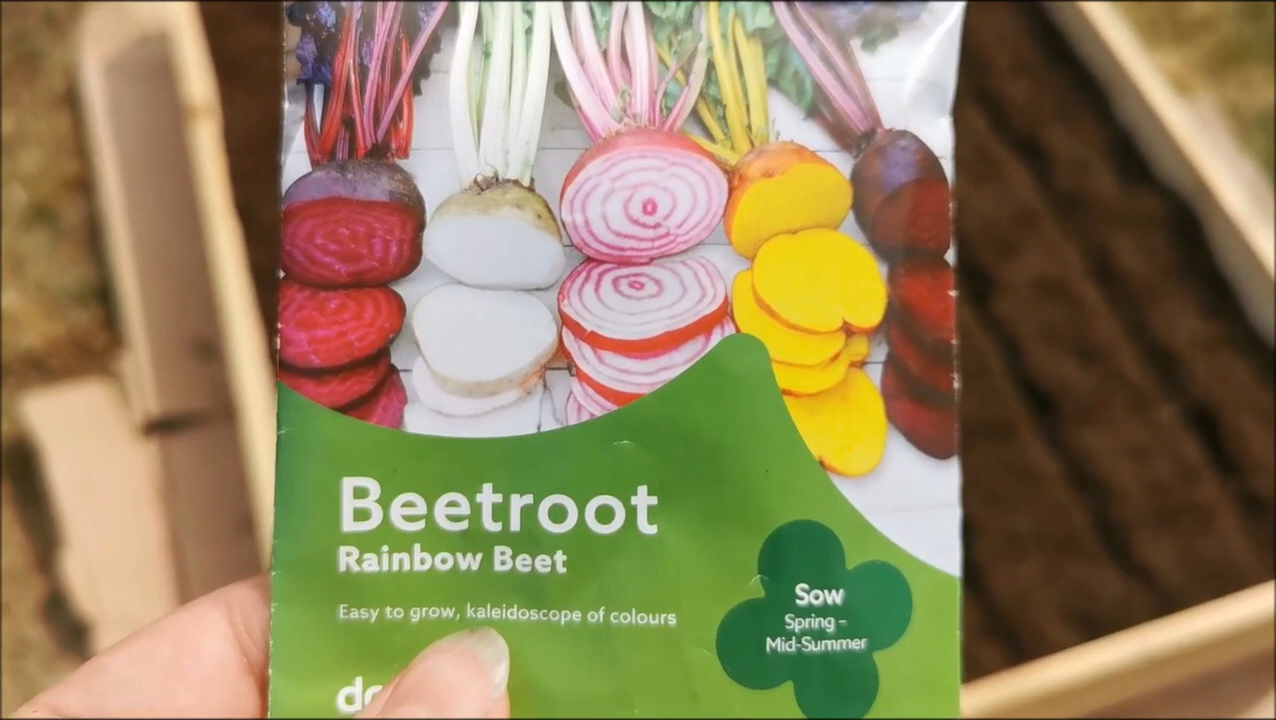 Beetroot
Rainbow Beet
Easy to grow, kaleidoscope of colours
Sow
Spring -
Mid-Summer